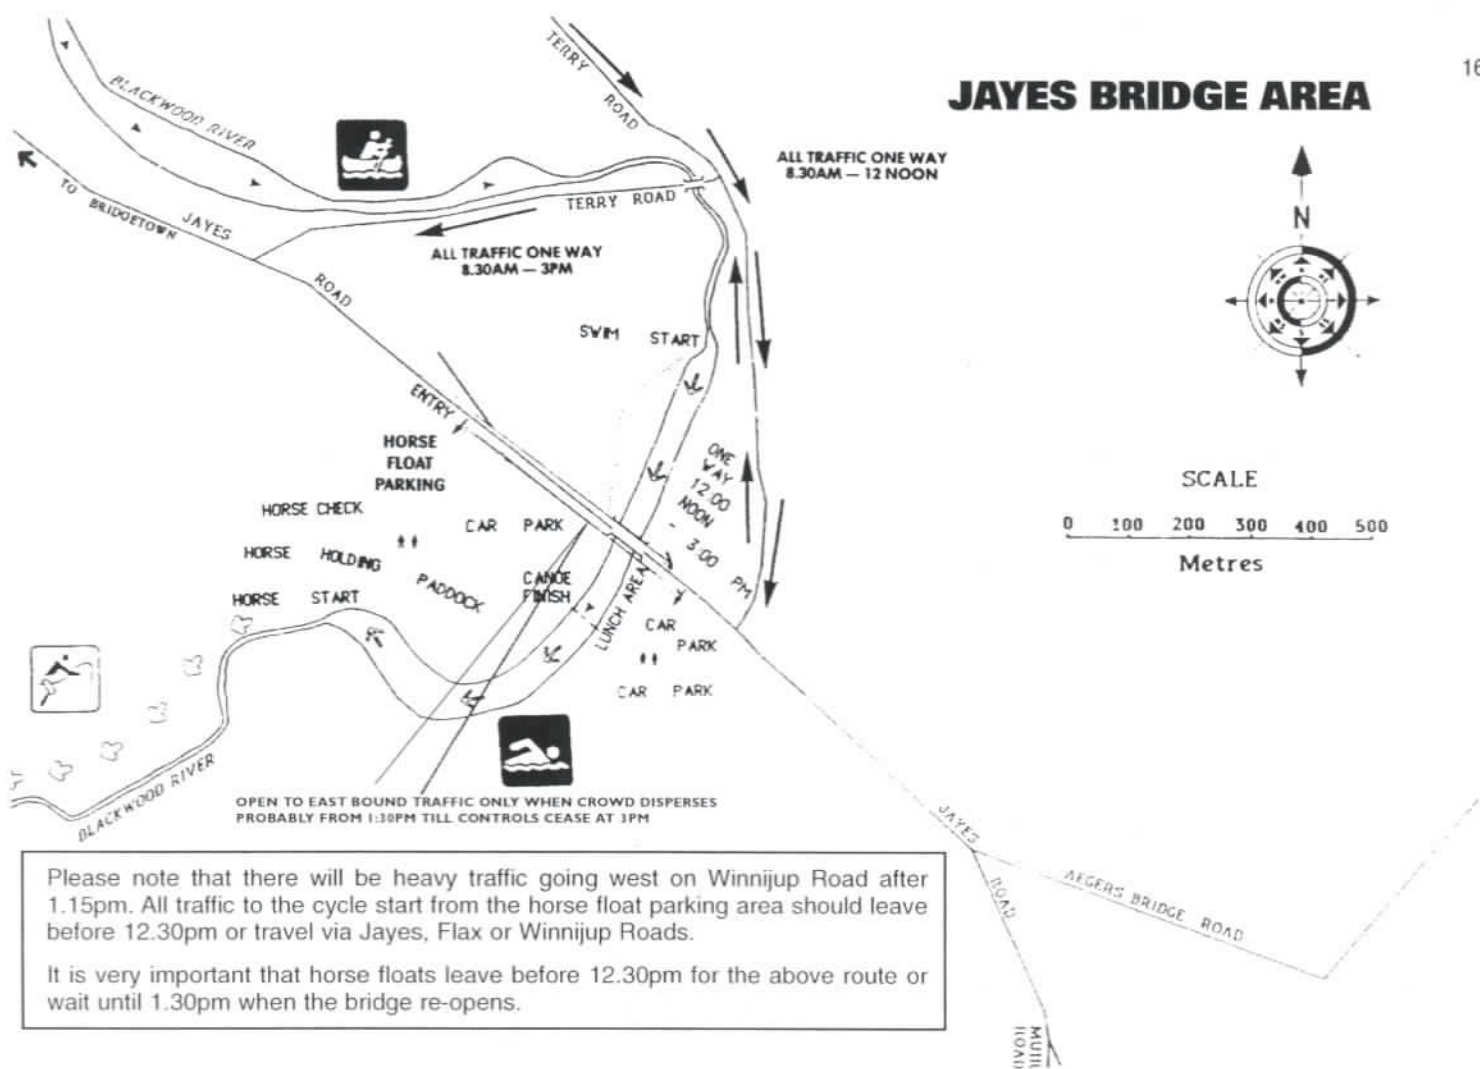 16
JAYES BRIDGE AREA
TERRY
ROAD
BLACKWOOD RIVER
ALL TRAFFIC ONE WAY
8.30AM — 12 NOON
N
TO
BRIDGETOWN
JAYES
ROAD
TERRY ROAD
ALL TRAFFIC ONE WAY
8.30AM — 3PM
SWIM START
ENTRY
HORSE
FLOAT
PARKING
ONE
WAY
12.00
NOON
-
3.00
PM
SCALE
0 100 200 300 400 500
Metres
HORSE CHECK
CAR PARK
HORSE HOLDING PADDOCK
CANOE
FINISH
HORSE START
LUNCH AREA
CAR
PARK
CAR PARK
BLACKWOOD RIVER
OPEN TO EAST BOUND TRAFFIC ONLY WHEN CROWD DISPERSES
PROBABLY FROM 1:30PM TILL CONTROLS CEASE AT 3PM
JAYES
ROAD
AEGERS BRIDGE ROAD
ROAD
Please note that there will be heavy traffic going west on Winnijup Road after
1.15pm. All traffic to the cycle start from the horse float parking area should leave
before 12.30pm or travel via Jayes, Flax or Winnijup Roads.
It is very important that horse floats leave before 12.30pm for the above route or
wait until 1.30pm when the bridge re-opens.